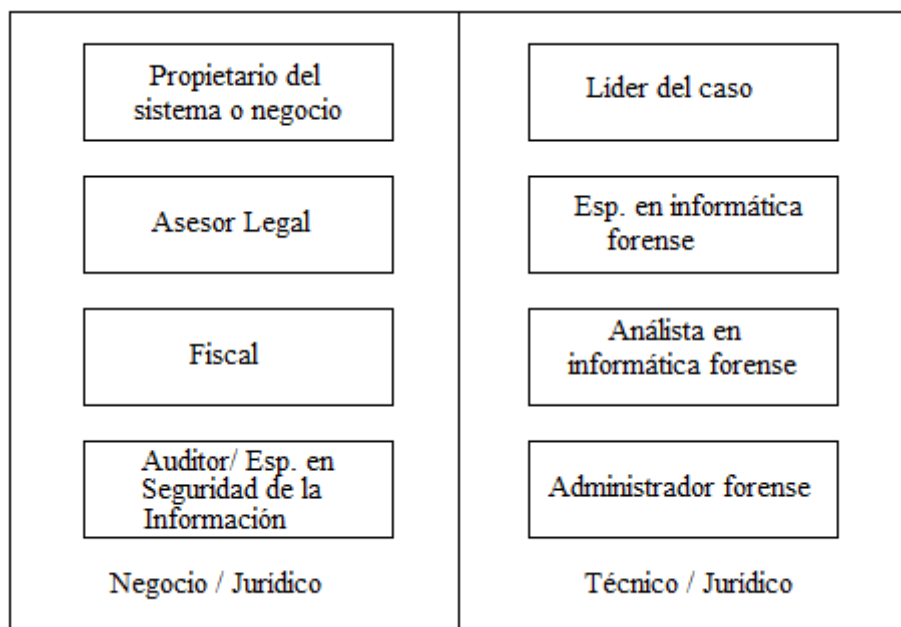 Propietario del
sistema o negocio
Asesor Legal
Fiscal
Auditor/ Esp. en
Seguridad de la
Información
Negocio / Jurídico
Líder del caso
Esp. en informática
forense
Análista en
informática forense
Administrador forense
Técnico / Jurídico